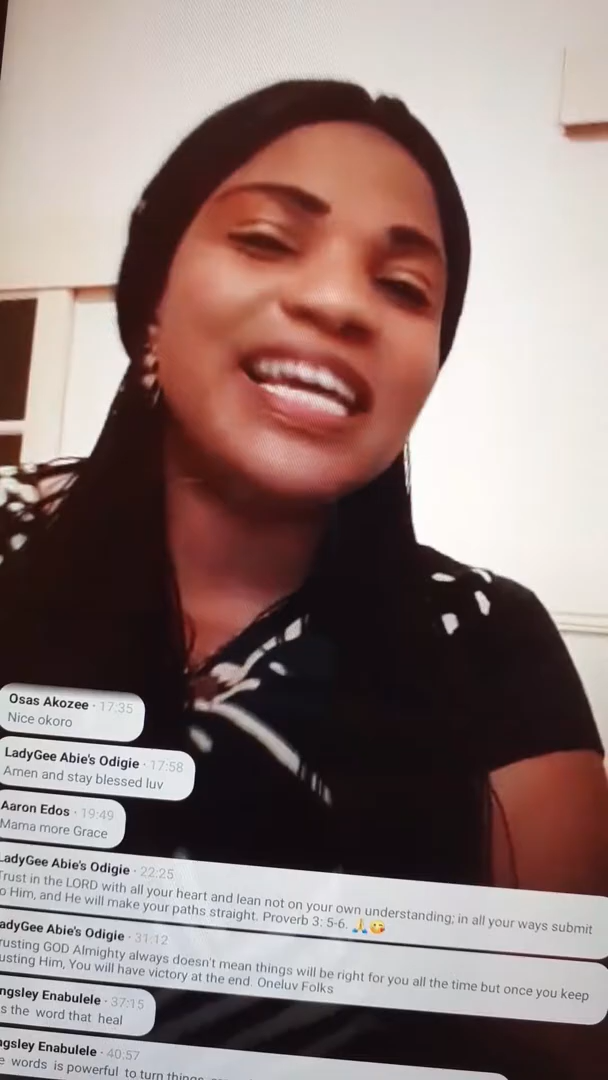 Osas Akozee · 17:35
Nice okoro
LadyGee Abie's Odigie · 17:58
Amen and stay blessed luv
Aaron Edos · 19:49
Mama more Grace
LadyGee Abie's Odigie · 22:25
Trust in the LORD with all your heart and lean not on your own understanding; in all your ways submit
o Him, and He will make your paths straight. Proverb 3: 5-6. 🙏😘
adyGee Abie's Odigie · 31:12
rusting GOD Almighty always doesn't mean things will be right for you all the time but once you keep
usting Him, You will have victory at the end. Oneluv Folks
ngsley Enabulele · 37:15
s the word that heal
ngsley Enabulele · 40:57
e words is powerful to turn things